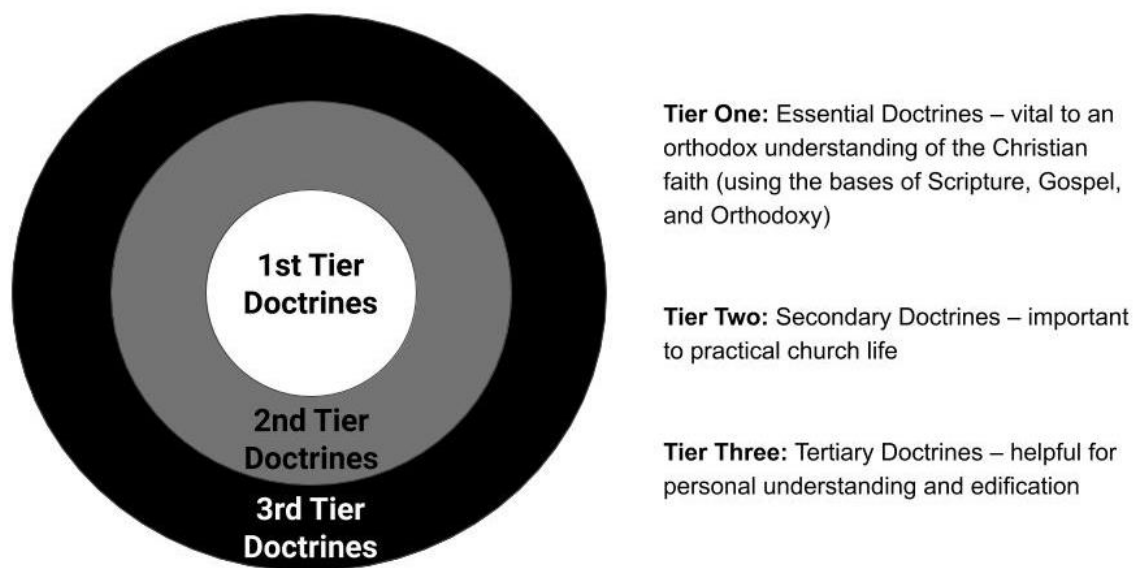 1st Tier
Doctrines
2nd Tier
Doctrines
3rd Tier
Doctrines
Tier One: Essential Doctrines – vital to an
orthodox understanding of the Christian
faith (using the bases of Scripture, Gospel,
and Orthodoxy)
Tier Two: Secondary Doctrines – important
to practical church life
Tier Three: Tertiary Doctrines – helpful for
personal understanding and edification